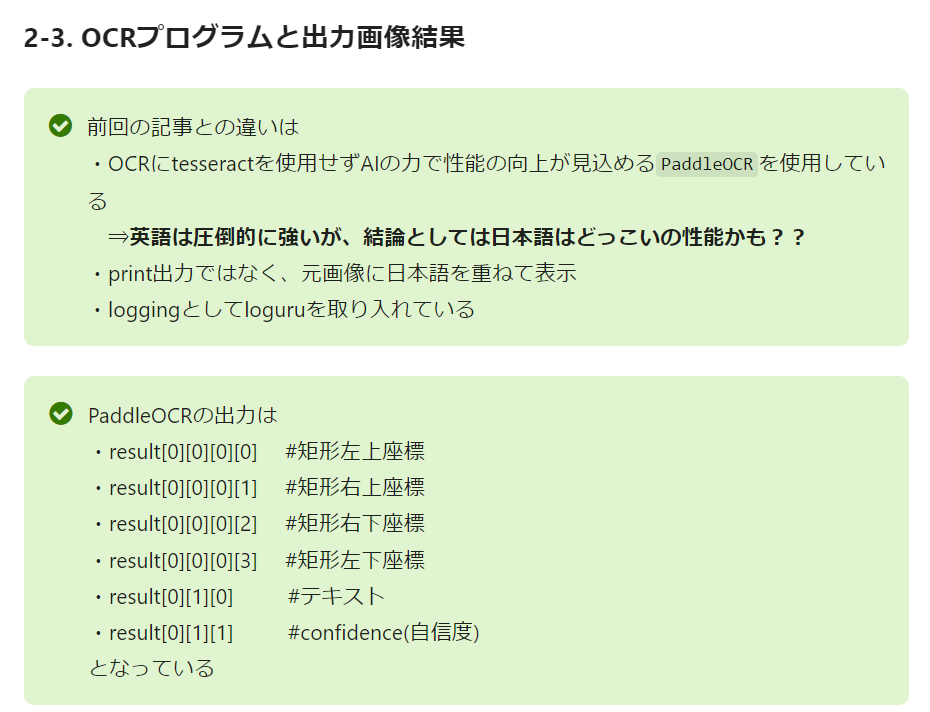 2-3. OCRプログラムと出力画像結果
前回の記事との違いは
・OCRにtesseractを使用せずAIの力で性能の向上が見込めるPaddleOCRを使用してい
る
⇒英語は圧倒的に強いが、結論としては日本語はどっこいの性能かも？？
・print出力ではなく、元画像に日本語を重ねて表示
・loggingとしてloguruを取り入れている
PaddleOCRの出力は
・result[0][0][0][0] #矩形左上座標
・result[0][0][0][1] #矩形右上座標
・result[0][0][0][2] #矩形右下座標
・result[0][0][0][3] #矩形左下座標
・result[0][1][0] #テキスト
・result[0][1][1] #confidence(自信度)
となっている